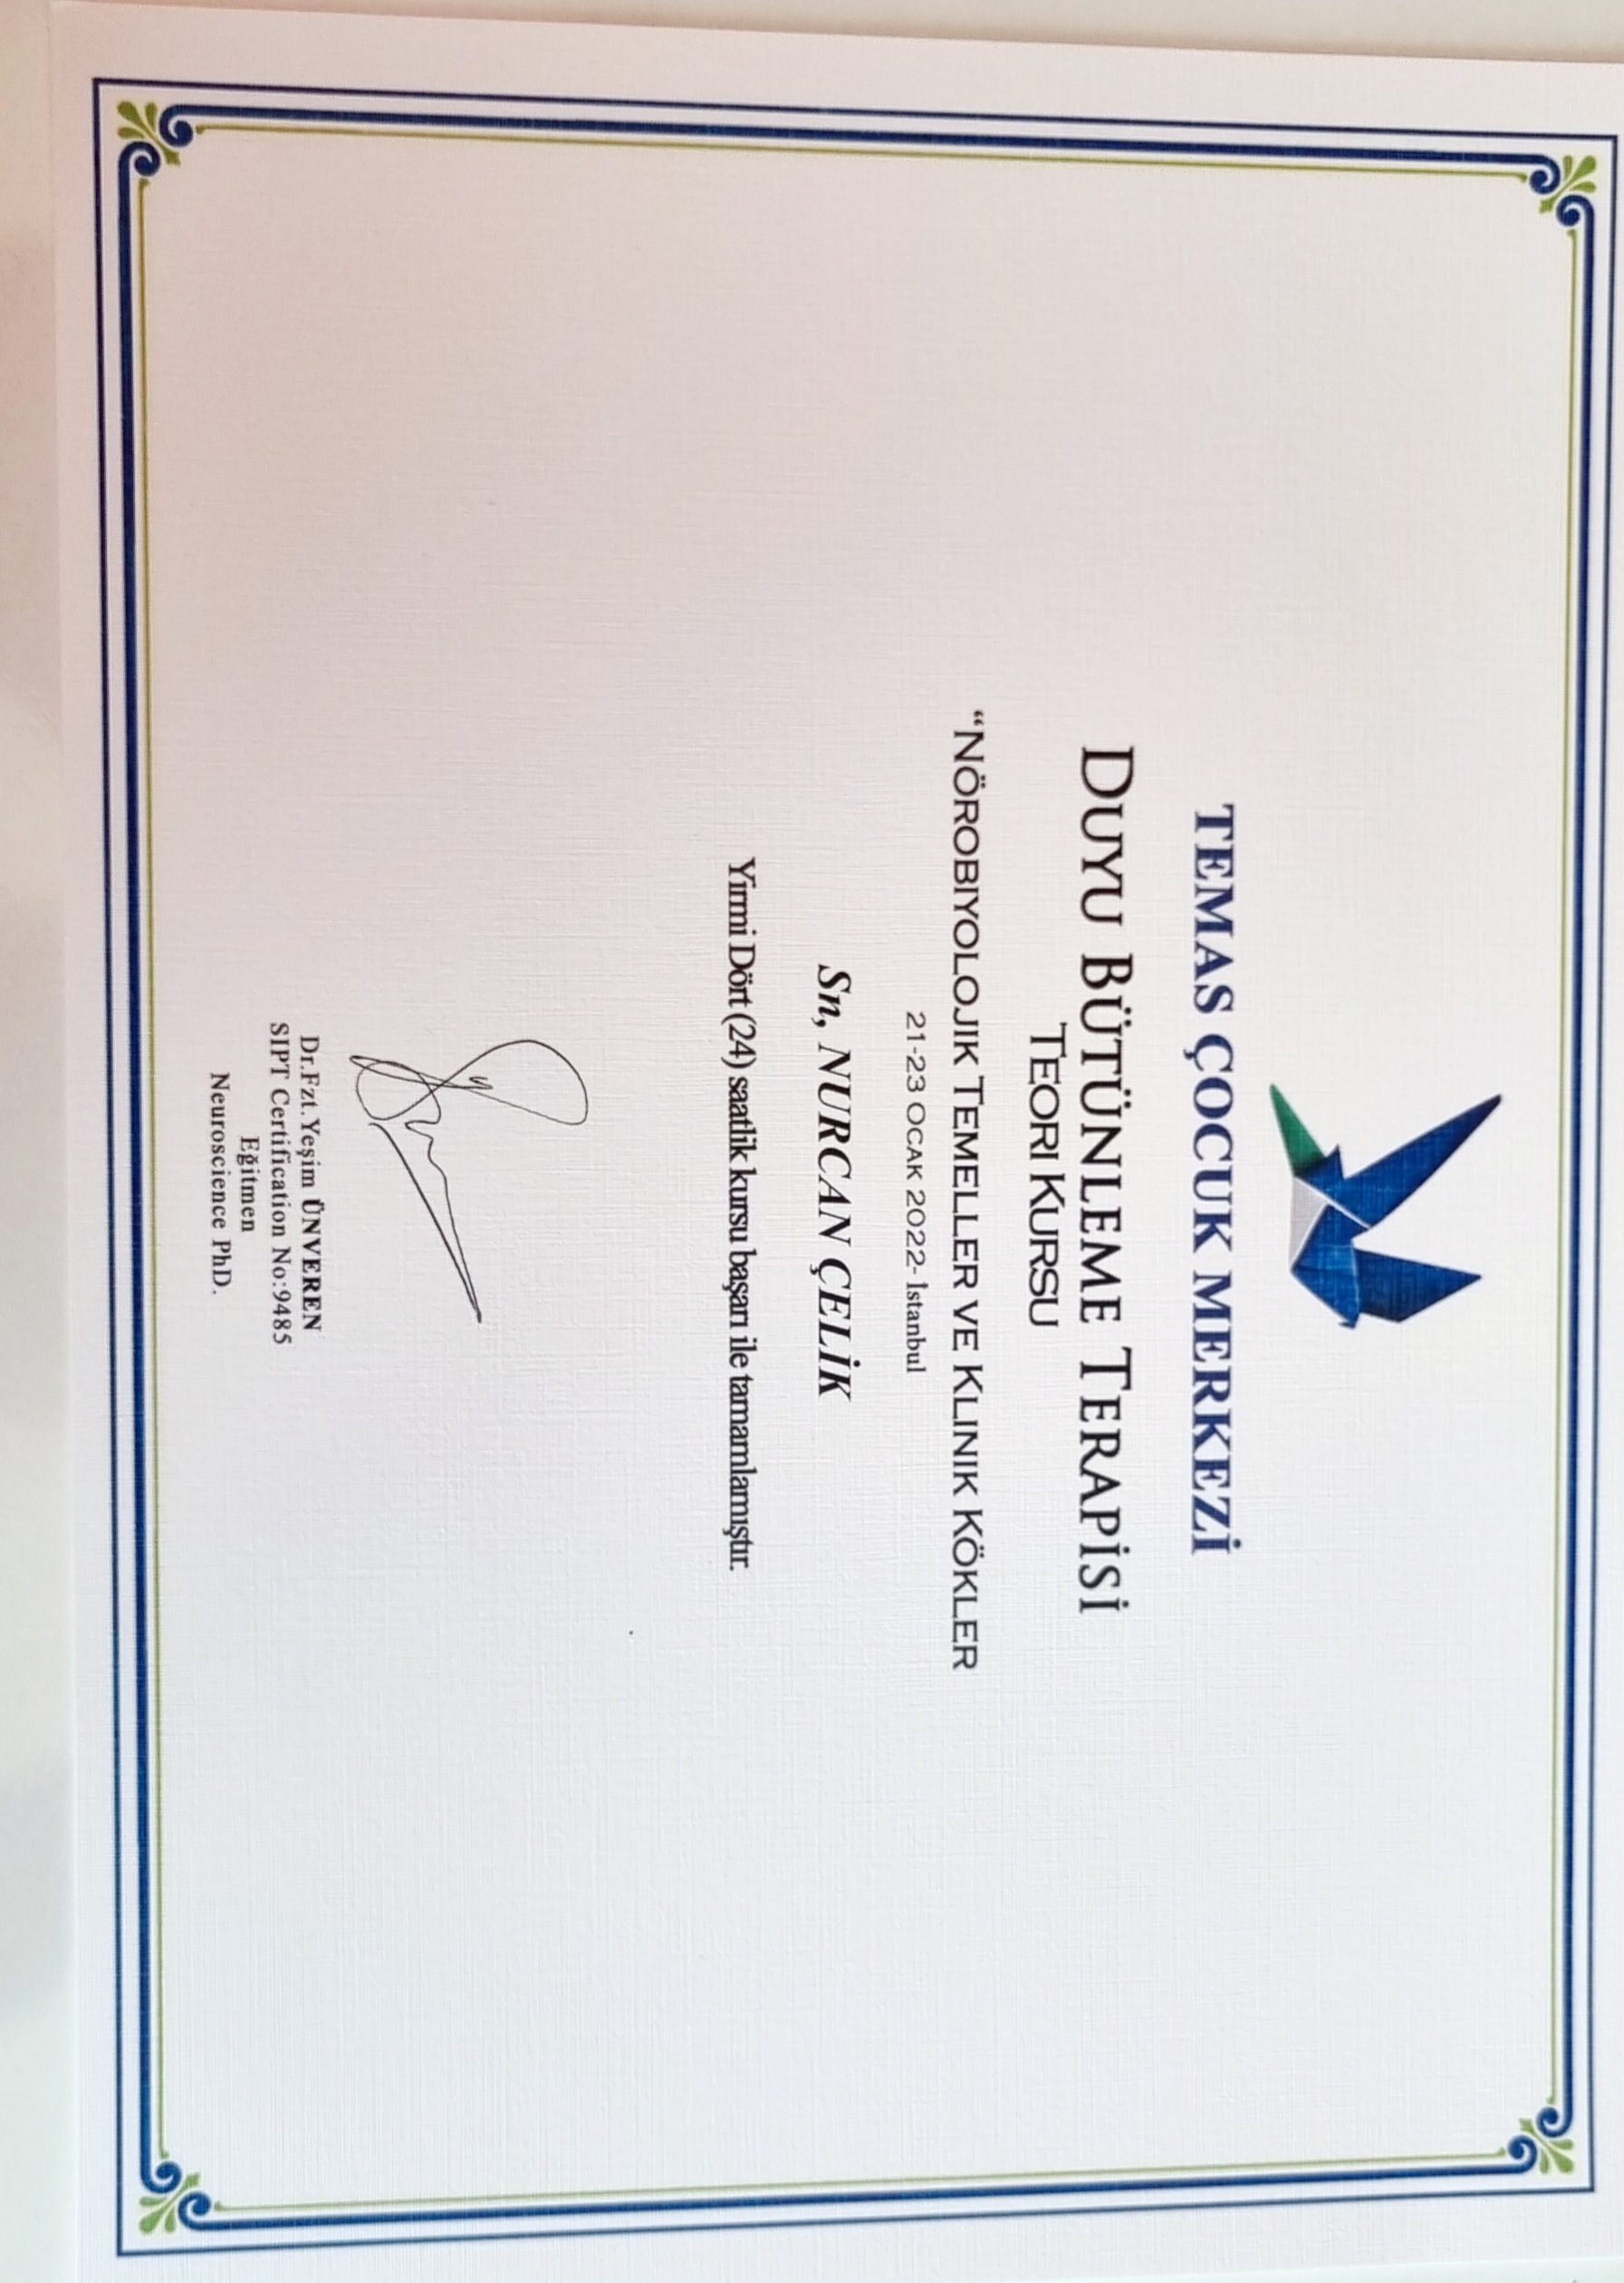 TEMAS ÇOCUK MERKEZİ
DUYU BÜTÜNLEME TERAPİSİ
TEORI KURSU
“NÖROBIYOLOJIK TEMELLER VE KLINIK KÖKLER
21-23 OCAK 2022- İstanbul
Sn, NURCAN ÇELİK
Yirmi Dört (24) saatlik kursu başarı ile tamamlamıştır.
Dr.Fzt.Yeşim ÜNVEREN
SIPT Certification No:9485
Eğitmen
Neuroscience PhD.